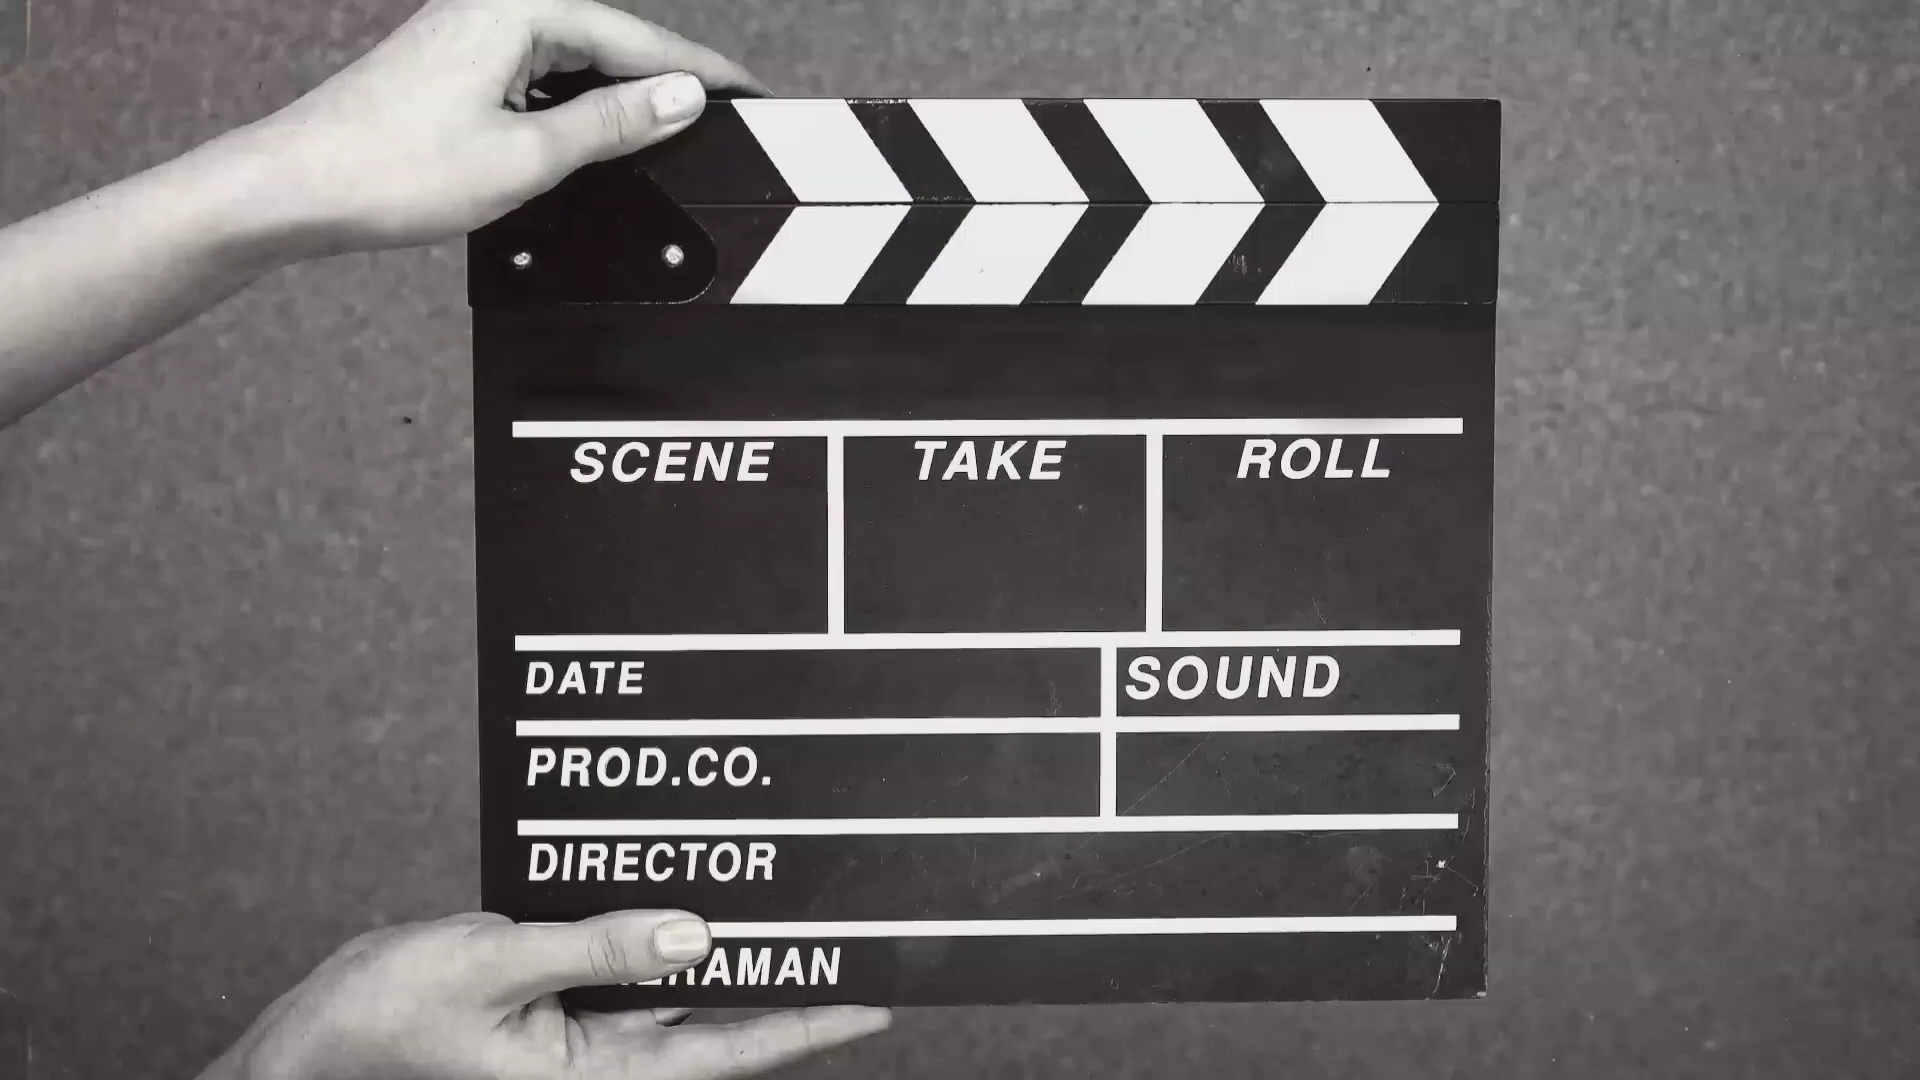 SCENE TAKE ROLL
DATE SOUND
PROD.CO.
DIRECTOR